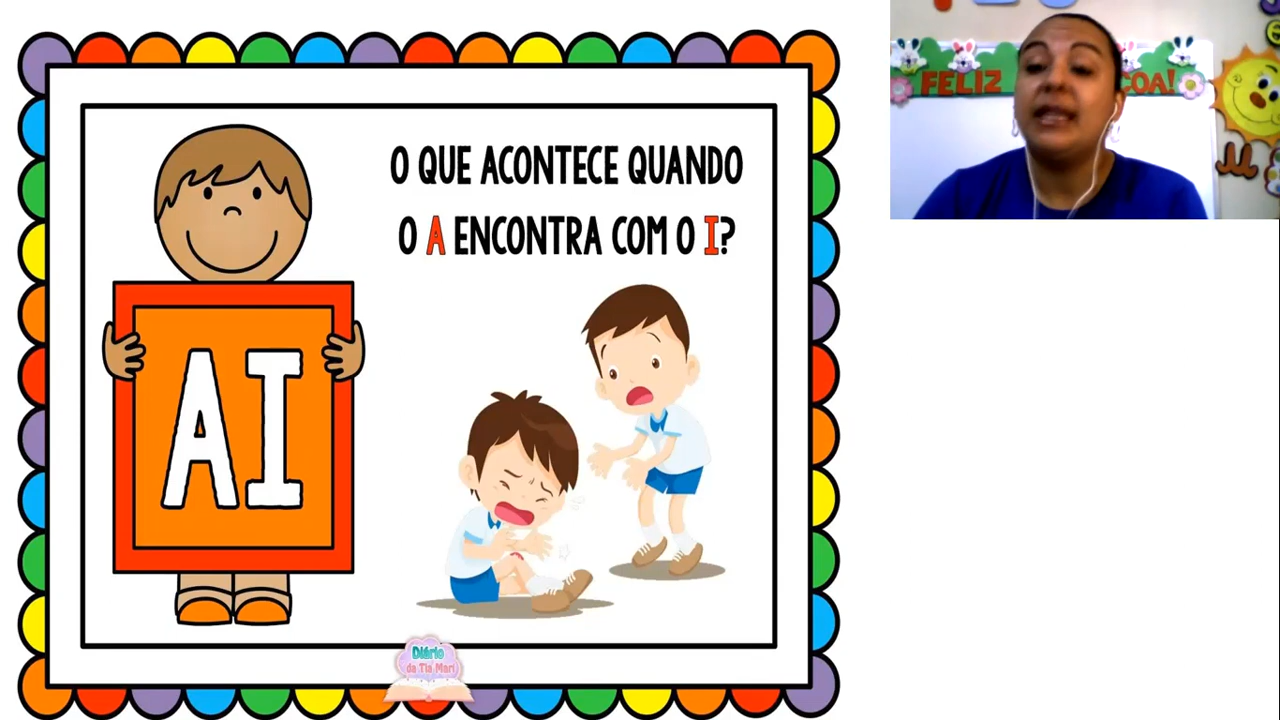 O QUE ACONTECE QUANDO
O A ENCONTRA COM O I?
AI
Diário
da Tia Mari
FELIZ
COA!